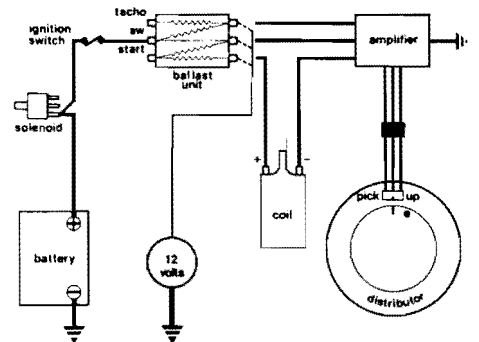 tacho
ignition
switch
sw
start
ballast
unit
amplifier
solenoid
+
−
pick up
coil
battery
12
volts
distributor